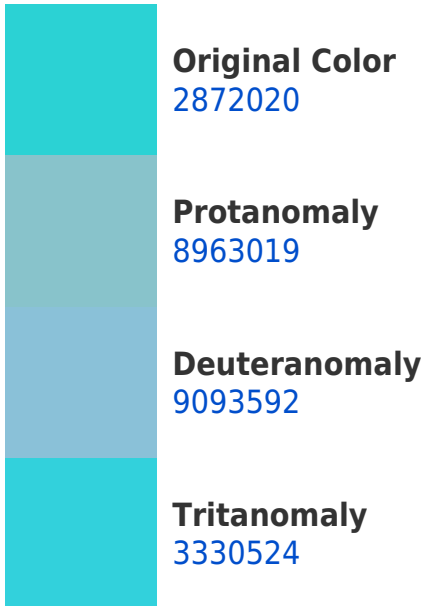 Original Color
2872020
Protanomaly
8963019
Deuteranomaly
9093592
Tritanomaly
3330524